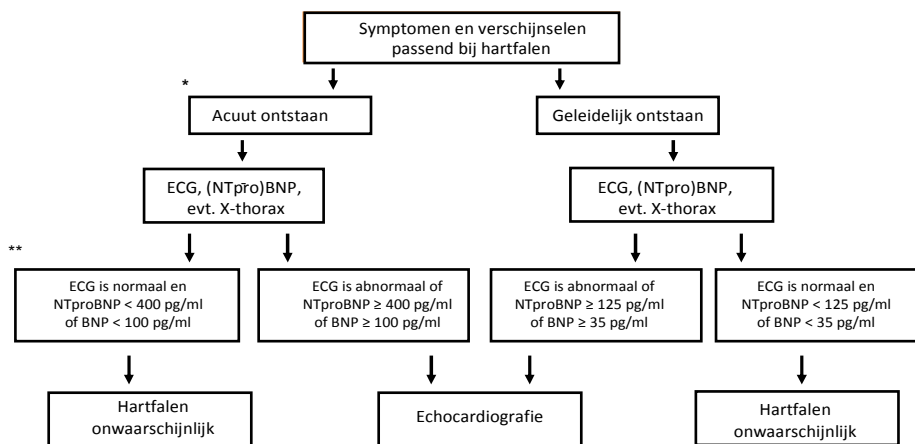 Symptomen en verschijnselen
passend bij hartfalen
*
Acuut ontstaan
Geleidelijk ontstaan
ECG, (NTpro)BNP,
evt. X-thorax
ECG, (NTpro)BNP,
evt. X-thorax
**
ECG is normaal en
NTproBNP < 400 pg/ml
of BNP < 100 pg/ml
ECG is abnormaal of
NTproBNP ≥ 400 pg/ml
of BNP ≥ 100 pg/ml
ECG is abnormaal of
NTproBNP ≥ 125 pg/ml
of BNP ≥ 35 pg/ml
ECG is normaal en
NTproBNP < 125 pg/ml
of BNP < 35 pg/ml
Hartfalen
onwaarschijnlijk
Echocardiografie
Hartfalen
onwaarschijnlijk